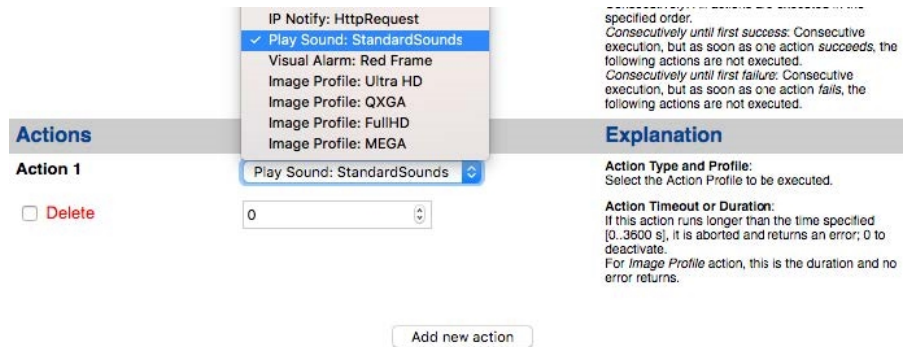 IP Notify: HttpRequest
✓ Play Sound: StandardSounds
Visual Alarm: Red Frame
Image Profile: Ultra HD
Image Profile: QXGA
Image Profile: FullHD
Image Profile: MEGA
specified order.
Consecutively until first success: Consecutive
execution, but as soon as one action succeeds, the
following actions are not executed.
Consecutively until first failure: Consecutive
execution, but as soon as one action fails, the
following actions are not executed.
Actions
Explanation
Action 1
Play Sound: StandardSounds
Action Type and Profile:
Select the Action Profile to be executed.
Delete
0
Action Timeout or Duration:
If this action runs longer than the time specified
[0..3600 s], it is aborted and returns an error; 0 to
deactivate.
For Image Profile action, this is the duration and no
error returns.
Add new action